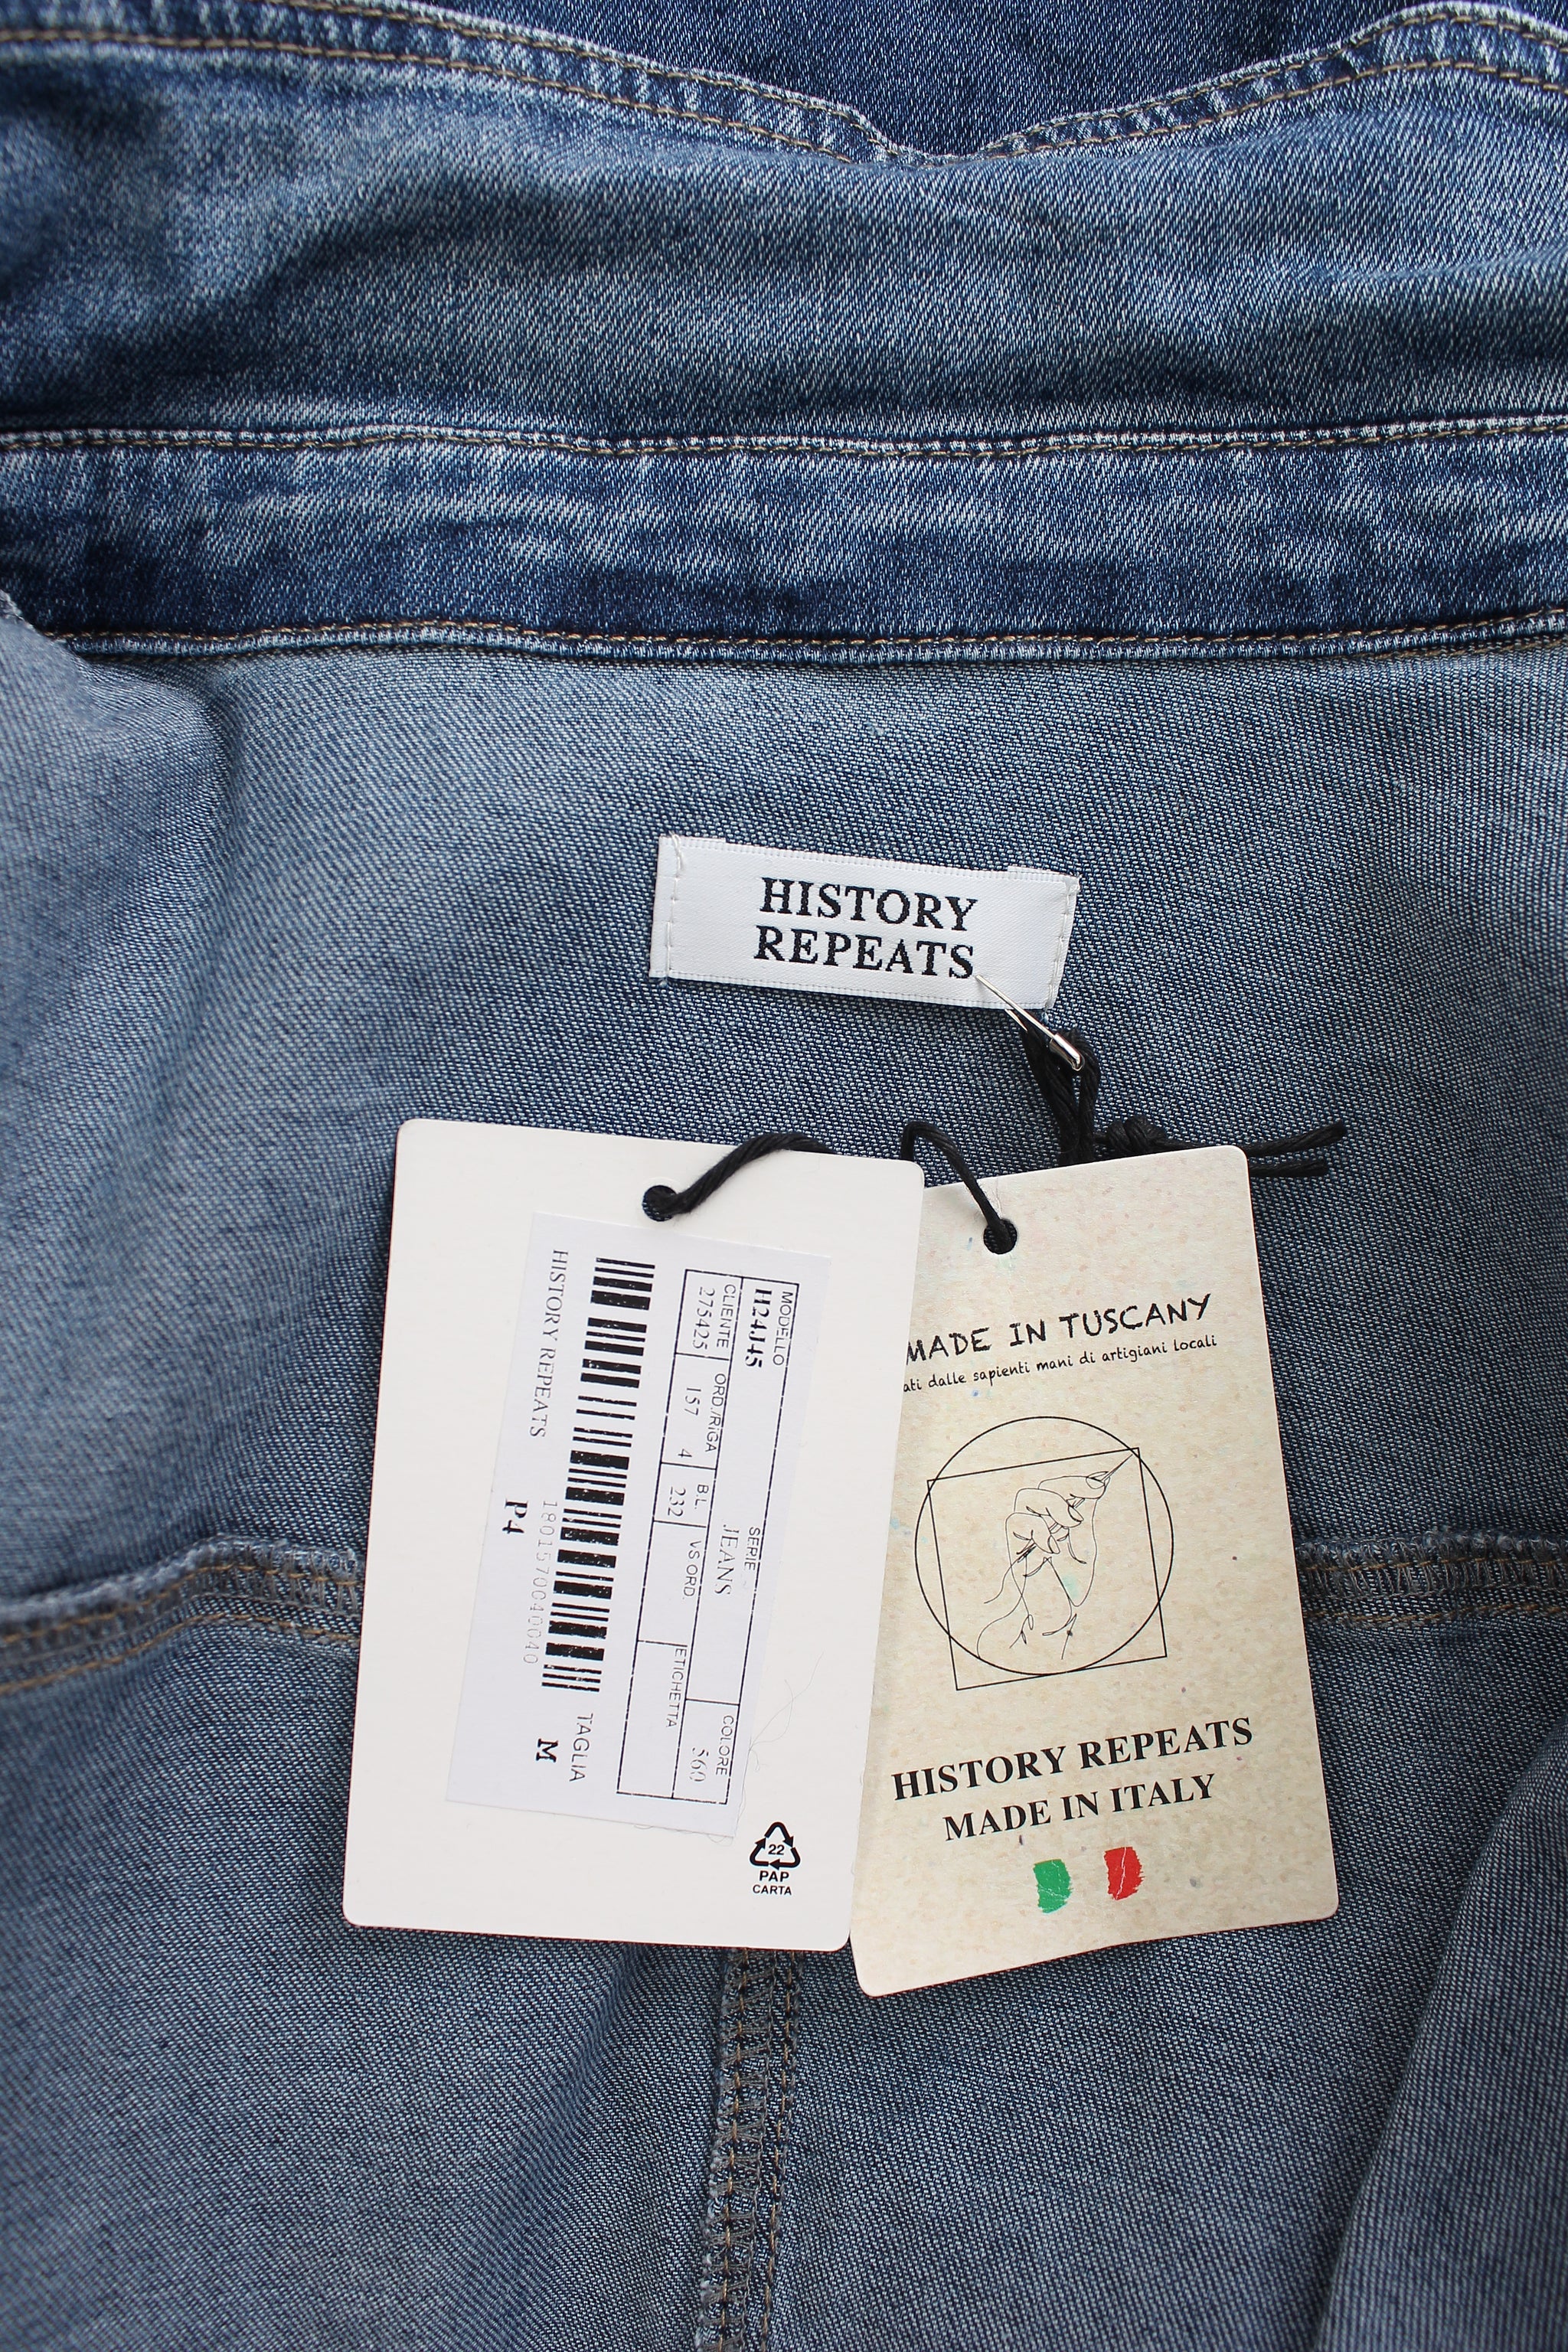 HISTORY
REPEATS
MODELLO
H24J45
SERIE
JEANS
COLORE
560
CLIENTE
275425
ORD./RIGA
157 4
B.L.
232
VS ORD.
ETICHETTA
HISTORY REPEATS
1801570040040
P4
TAGLIA
M
22
PAP
CARTA
MADE IN TUSCANY
ati dalle sapienti mani di artigiani locali
HISTORY REPEATS
MADE IN ITALY